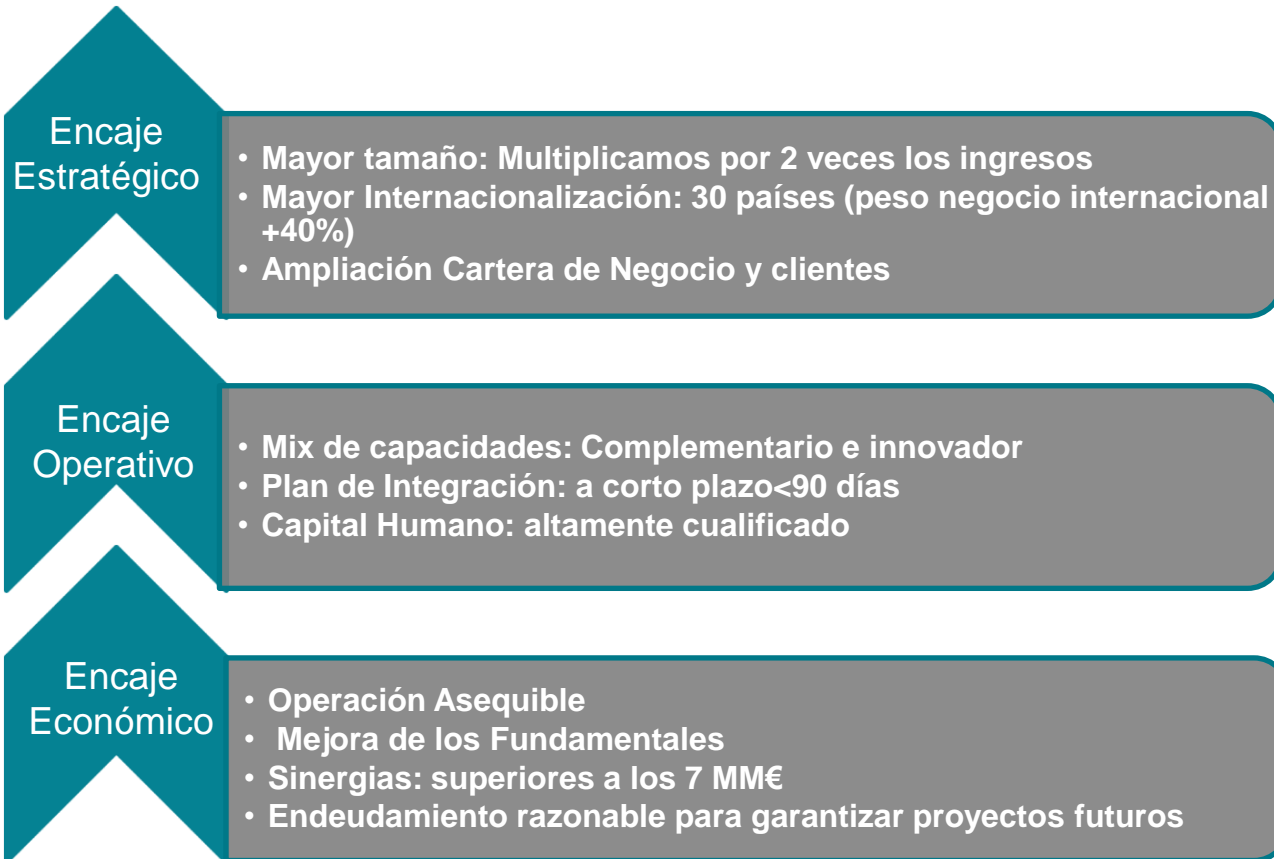 Encaje
Estratégico
• Mayor tamaño: Multiplicamos por 2 veces los ingresos
• Mayor Internacionalización: 30 países (peso negocio internacional
+40%)
• Ampliación Cartera de Negocio y clientes
Encaje
Operativo
• Mix de capacidades: Complementario e innovador
• Plan de Integración: a corto plazo<90 días
• Capital Humano: altamente cualificado
Encaje
Económico
• Operación Asequible
• Mejora de los Fundamentales
• Sinergias: superiores a los 7 MM€
• Endeudamiento razonable para garantizar proyectos futuros